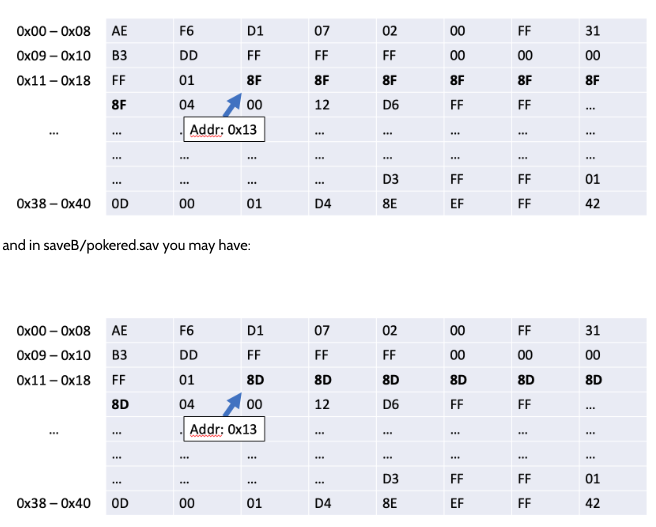 0x00 – 0x08 AE F6 D1 07 02 00 FF 31
0x09 – 0x10 B3 DD FF FF FF 00 00 00
0x11 – 0x18 FF 01 8F 8F 8F 8F 8F 8F
8F 04 00 12 D6 FF FF ...
... ... . Addr: 0x13 ... ... ... ... ...
... ... ... ... ... ... ... ...
... ... ... ... D3 FF FF 01
0x38 – 0x40 0D 00 01 D4 8E EF FF 42
and in saveB/pokered.sav you may have:
0x00 – 0x08 AE F6 D1 07 02 00 FF 31
0x09 – 0x10 B3 DD FF FF FF 00 00 00
0x11 – 0x18 FF 01 8D 8D 8D 8D 8D 8D
8D 04 00 12 D6 FF FF ...
... ... . Addr: 0x13 ... ... ... ... ...
... ... ... ... ... ... ... ...
... ... ... ... D3 FF FF 01
0x38 – 0x40 0D 00 01 D4 8E EF FF 42